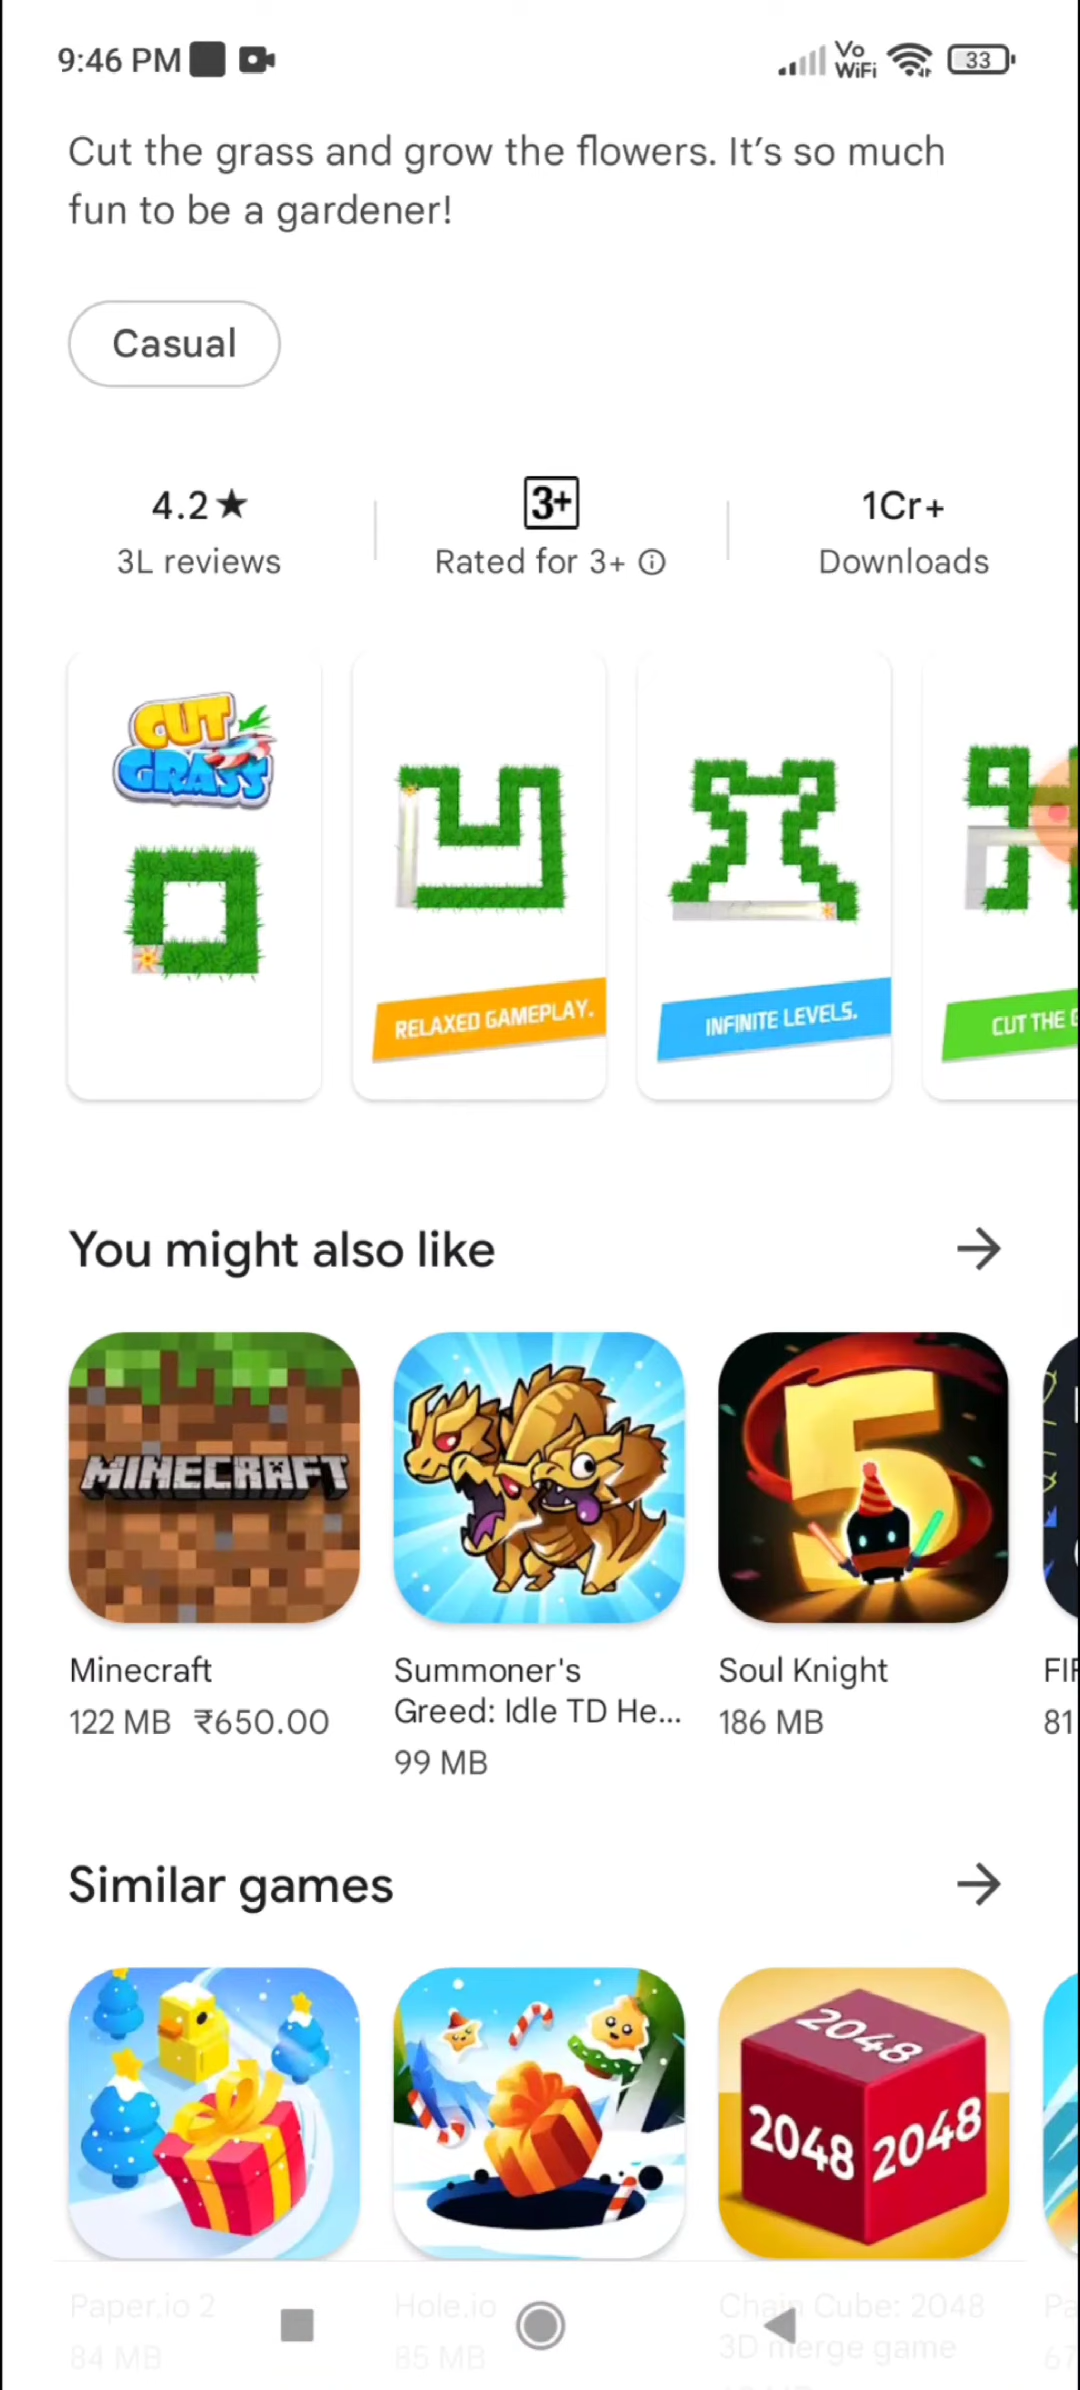 9:46 PM
Vo
WiFi
33
Cut the grass and grow the flowers. It's so much
fun to be a gardener!
Casual
4.2★
3+
1Cr+
3L reviews
Rated for 3+
Downloads
CUT
GRASS
RELAXED GAMEPLAY.
INFINITE LEVELS.
CUT THE
You might also like
MINECRAFT
5
Minecraft
122 MB ₹650.00
Summoner's
Greed: Idle TD He...
99 MB
Soul Knight
186 MB
FIF
81
Similar games
2048
2048 2048
Paper.io 2
84 MB
Hole.io
85 MB
Chain Cube: 2048
3D merge game
Pa
67